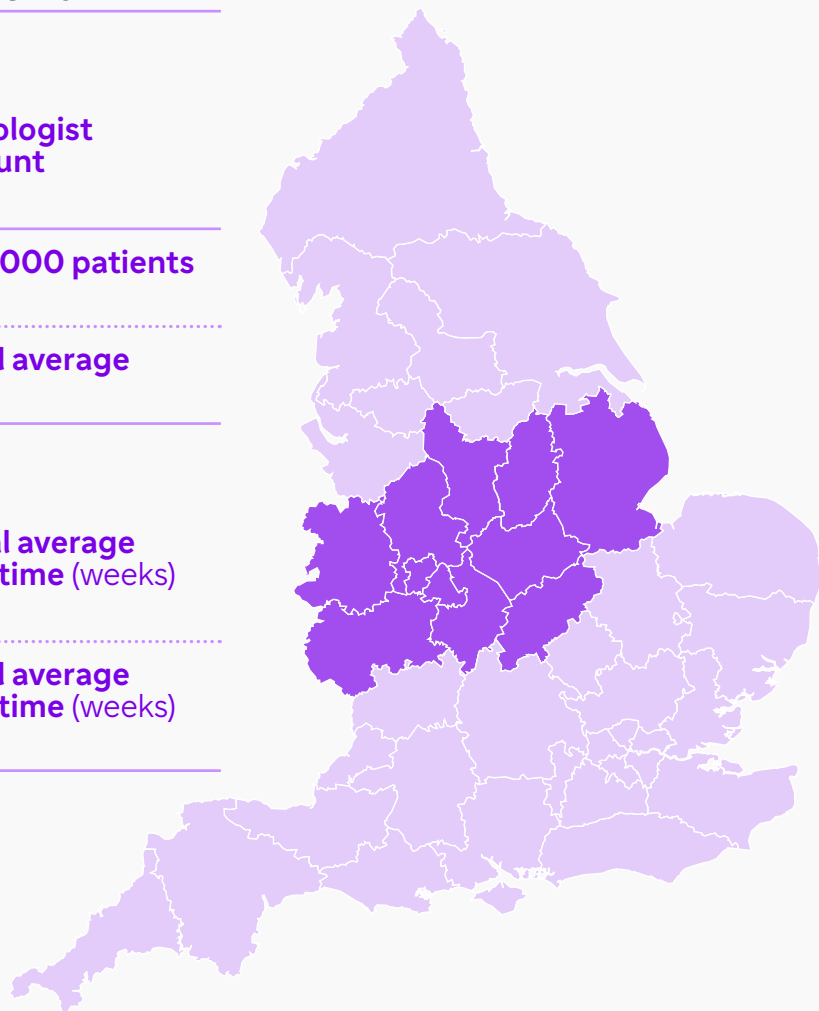 ologist
unt
000 patients
average
average
time (weeks)
average
time (weeks)